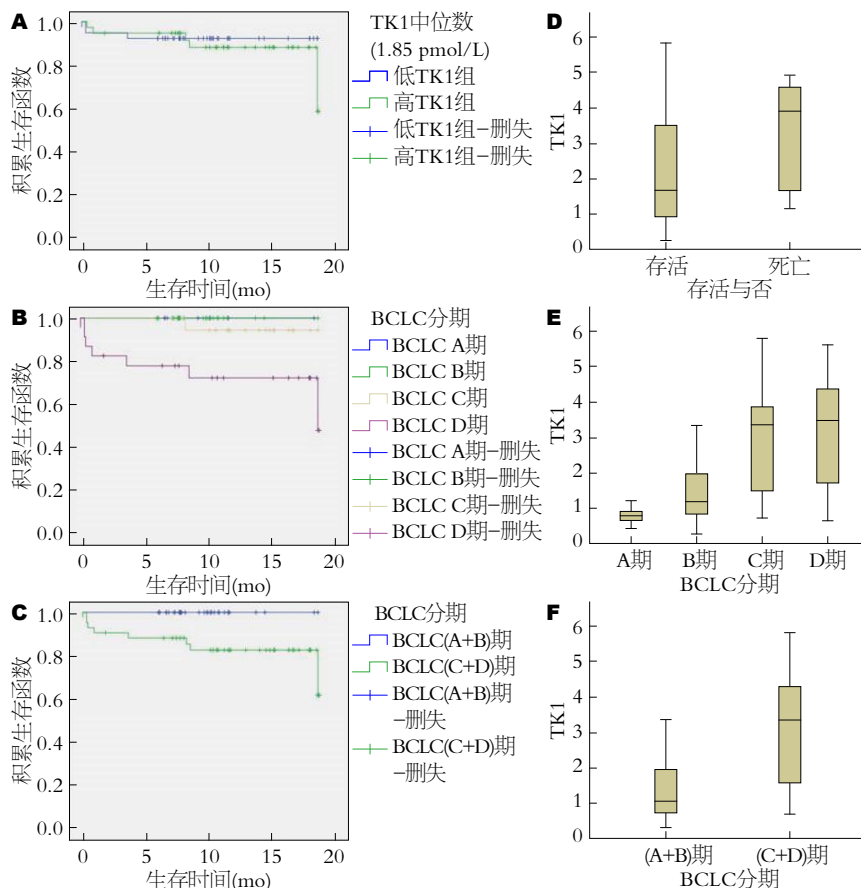 A
积累生存函数
1.0
0.8
0.6
0.4
0.2
0.0
0
5
10
15
20
生存时间(mo)
TK1中位数
(1.85 pmol/L)
低TK1组
高TK1组
低TK1组–删失
高TK1组–删失
D
TK1
6
5
4
3
2
1
0
存活
死亡
存活与否
B
积累生存函数
1.0
0.8
0.6
0.4
0.2
0.0
0
5
10
15
20
生存时间(mo)
BCLC分期
BCLC A期
BCLC B期
BCLC C期
BCLC D期
BCLC A期–删失
BCLC B期–删失
BCLC C期–删失
BCLC D期–删失
E
TK1
6
5
4
3
2
1
0
A期
B期
C期
D期
BCLC分期
C
积累生存函数
1.0
0.8
0.6
0.4
0.2
0.0
0
5
10
15
20
生存时间(mo)
BCLC分期
BCLC(A+B)期
BCLC(C+D)期
BCLC(A+B)期
–删失
BCLC(C+D)期
–删失
F
TK1
6
5
4
3
2
1
0
(A+B)期
(C+D)期
BCLC分期